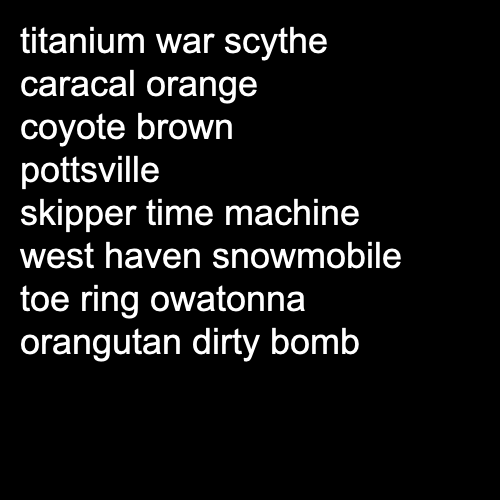 titanium war scythe
caracal orange
coyote brown
pottsville
skipper time machine
west haven snowmobile
toe ring owatonna
orangutan dirty bomb